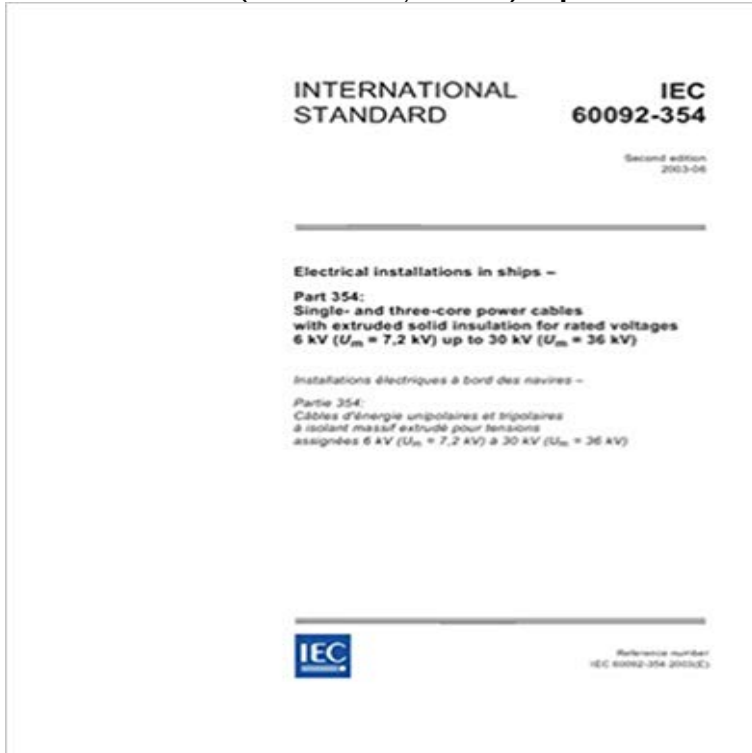 INTERNATIONAL
STANDARD
IEC
60092-354
Second edition
2003-06
Electrical installations in ships –
Part 354:
Single- and three-core power cables
with extruded solid insulation for rated voltages
6 kV (Um = 7,2 kV) up to 30 kV (Um = 36 kV)
Installations électriques à bord des navires –
Partie 354:
Câbles d'énergie unipolaires et tripolaires
à isolant massif extrudé pour tensions
assignées 6 kV (Um = 7,2 kV) à 30 kV (Um = 36 kV)
IEC
Reference number
IEC 60092-354:2003(E)